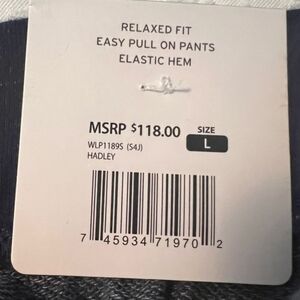 RELAXED FIT
EASY PULL ON PANTS
ELASTIC HEM
MSRP $118.00
SIZE
L
WLP1189S (S4J)
HADLEY
7 45934 71970 2